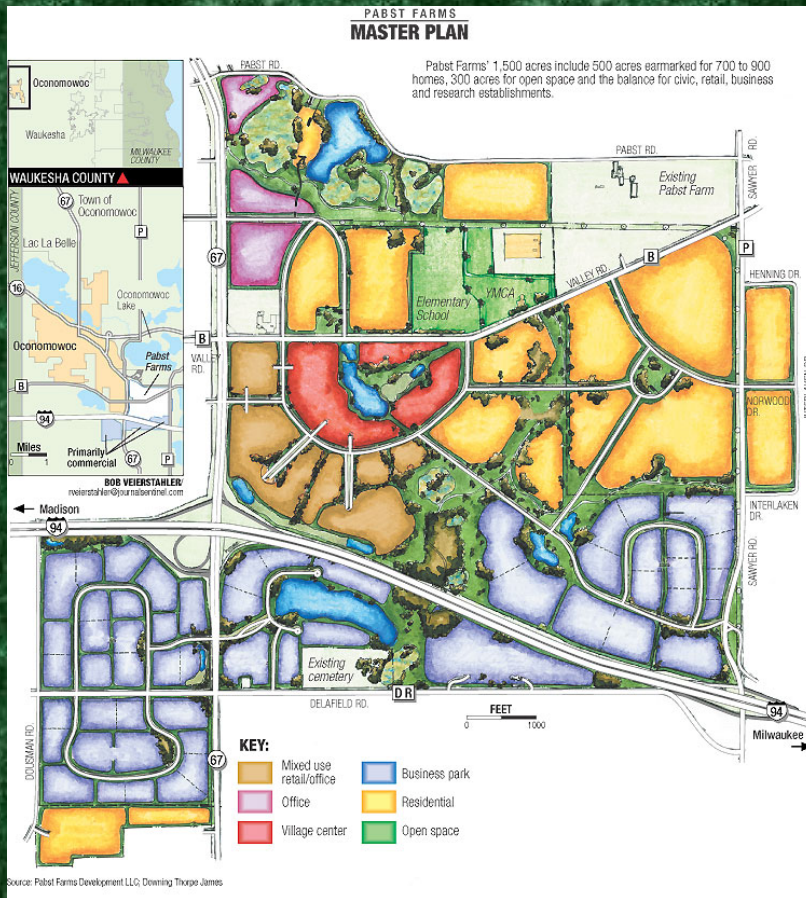 PABST FARMS
MASTER PLAN
Pabst Farms' 1,500 acres include 500 acres earmarked for 700 to 900
homes, 300 acres for open space and the balance for civic, retail, business
and research establishments.
PABST RD.
PABST RD.
SAWYER RD.
Existing
Pabst Farm
Oconomowoc
Waukesha
MILWAUKEE
COUNTY
WAUKESHA COUNTY
JEFFERSON COUNTY
67
Town of
Oconomowoc
P
Lac La Belle
16
Oconomowoc
Lake
Oconomowoc
Pabst
Farms
B
94
Miles
0 1
Primarily
commercial
67
P
BOB VEIERSTAHLER/
rveierstahler@journalsentinel.com
67
B
VALLEY
RD.
Elementary
School
YMCA
VALLEY RD.
B
P
HENNING DR.
NORWOOD
DR.
INTERLAKEN DR.
INTERLAKEN
DR.
SAWYER RD.
Madison
94
Existing
cemetery
DR
DELAFIELD RD.
FEET
0 1000
94
Milwaukee
DOUSMAN RD.
67
KEY:
Mixed use
retail/office
Office
Village center
Business park
Residential
Open space
Source: Pabst Farms Development LLC; Downing Thorpe James